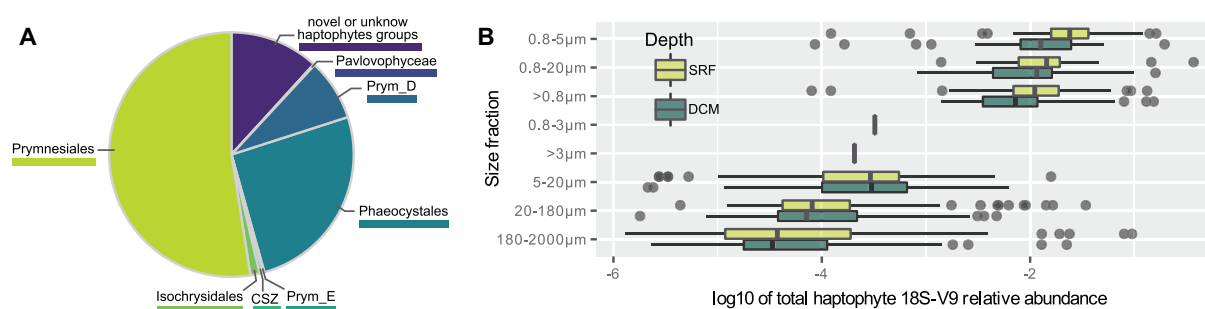 A
novel or unknow
haptophytes groups
Pavlovophyceae
Prym_D
Prymnesiales
Phaeocystales
Isochrysidales
CSZ
Prym_E
B
Size fraction
0.8-5μm
0.8-20μm
>0.8μm
0.8-3μm
>3μm
5-20μm
20-180μm
180-2000μm
Depth
SRF
DCM
-6
-4
-2
log10 of total haptophyte 18S-V9 relative abundance